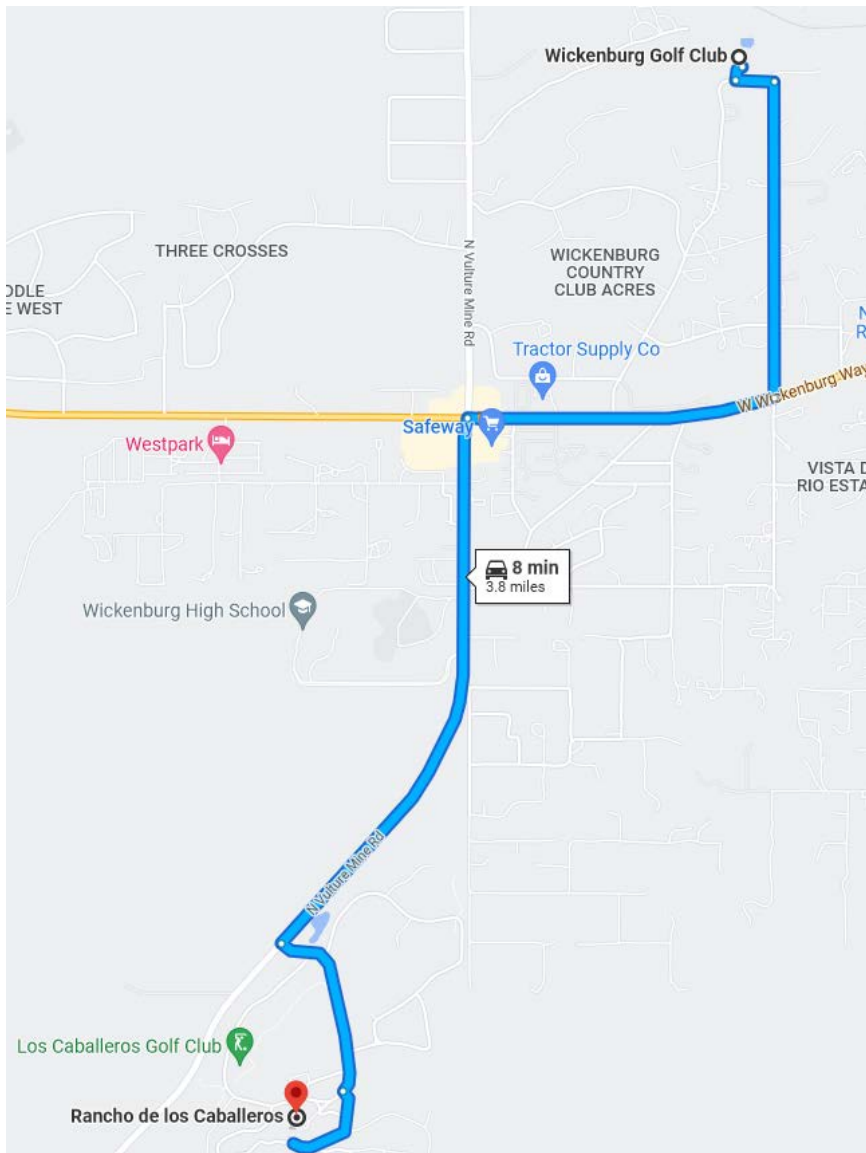 Wickenburg Golf Club
THREE CROSSES
N Vulture Mine Rd
WICKENBURG
COUNTRY
CLUB ACRES
ODLE
E WEST
N
R
Tractor Supply Co
W Wickenburg Way
Safeway
Westpark
VISTA D
RIO ESTA
8 min
3.8 miles
Wickenburg High School
N Vulture Mine Rd
Los Caballeros Golf Club
Rancho de los Caballeros